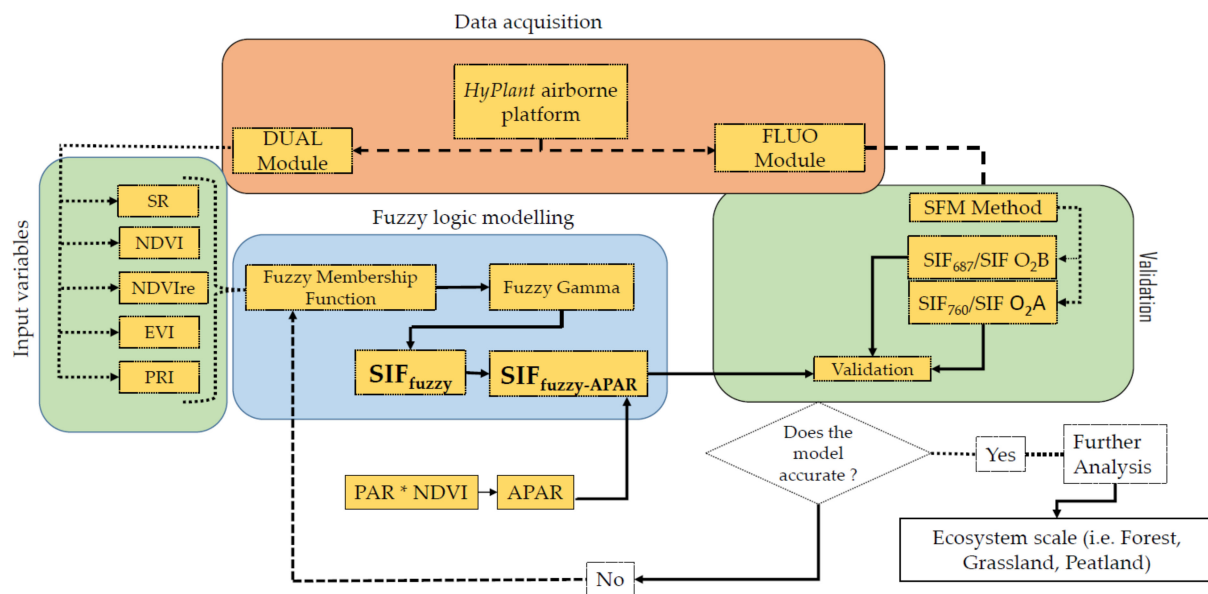 Data acquisition
HyPlant airborne
platform
DUAL
Module
FLUO
Module
Input variables
SR
NDVI
NDVIre
EVI
PRI
Fuzzy logic modelling
Fuzzy Membership
Function
Fuzzy Gamma
SIFfuzzy
SIFfuzzy-APAR
PAR * NDVI
APAR
Validation
SFM Method
SIF687/SIF O2B
SIF760/SIF O2A
Validation
Does the
model
accurate ?
Yes
Further
Analysis
Ecosystem scale (i.e. Forest,
Grassland, Peatland)
No